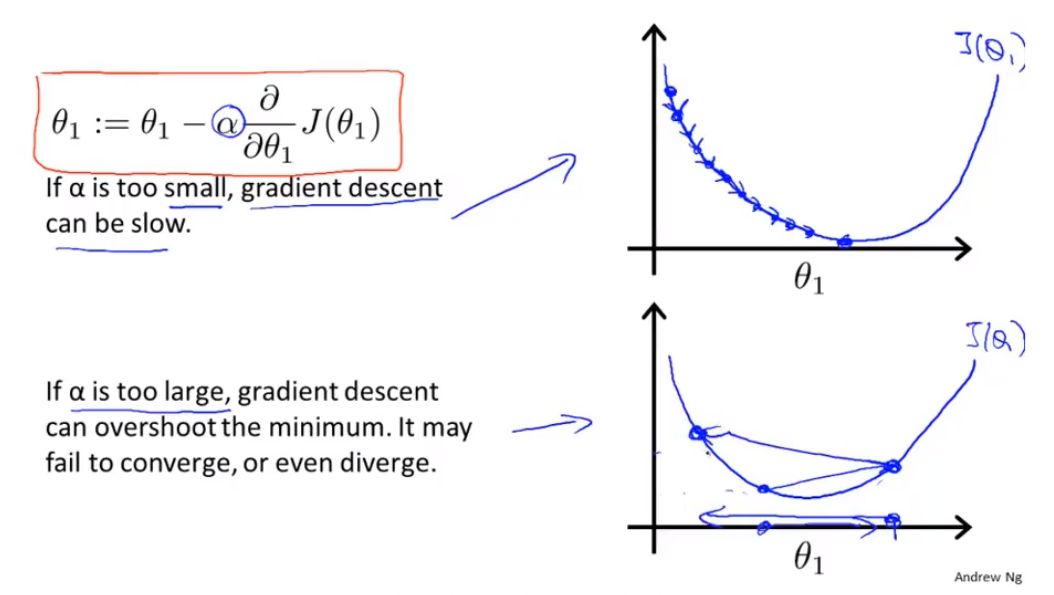 J(θ₁)
θ₁ := θ₁ − α ∂/∂θ₁ J(θ₁)
If α is too small, gradient descent
can be slow.
θ₁
J(θ₁)
If α is too large, gradient descent
can overshoot the minimum. It may
fail to converge, or even diverge.
θ₁
Andrew Ng